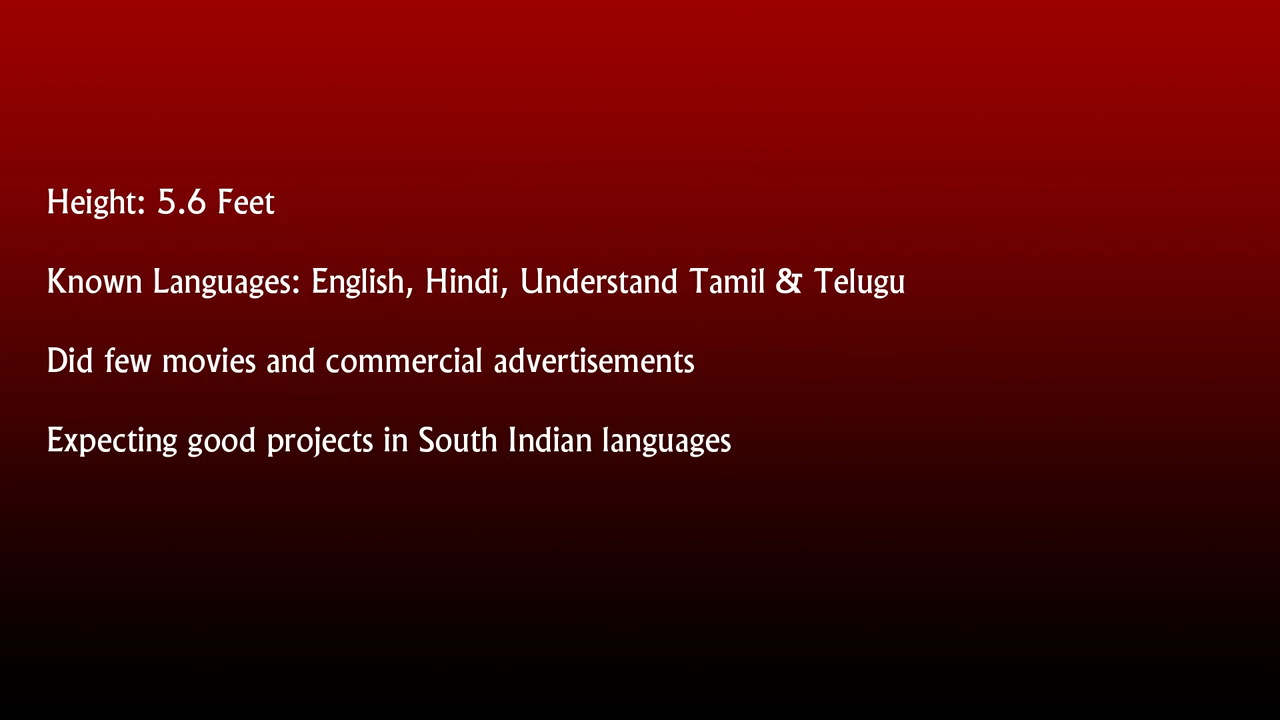 Height: 5.6 Feet
Known Languages: English, Hindi, Understand Tamil & Telugu
Did few movies and commercial advertisements
Expecting good projects in South Indian languages